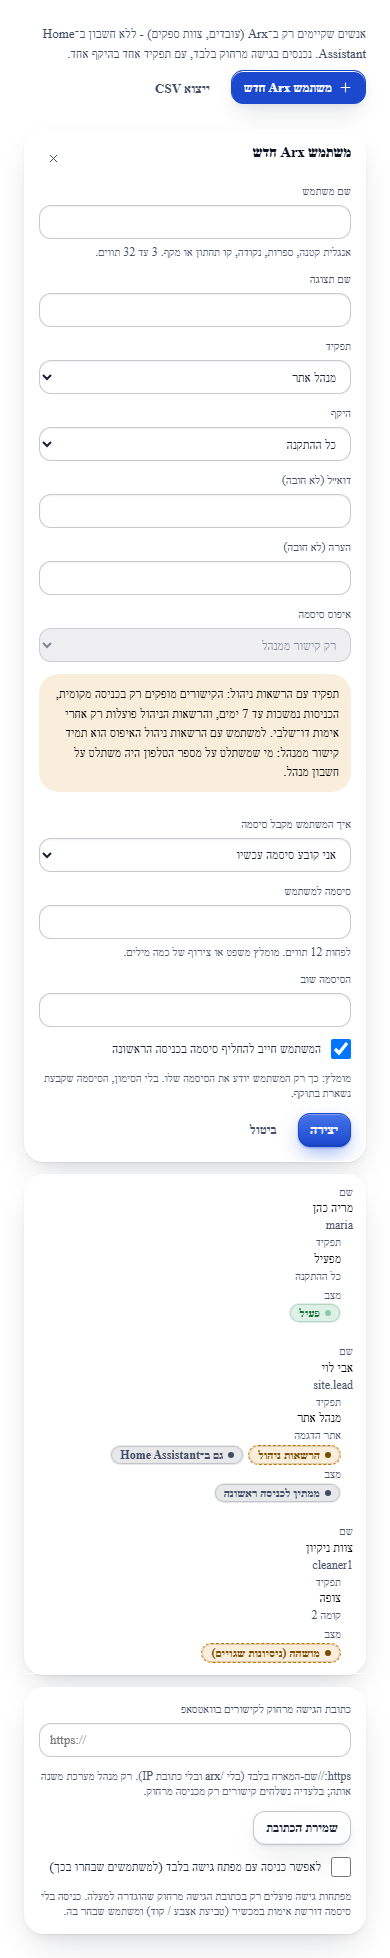 אנשים שקיימים רק ב־Arx (עובדים, צוות ספקים) - ללא חשבון ב־Home
Assistant. נכנסים בגישה מרחוק בלבד, עם תפקיד אחד בהיקף אחד.
+ משתמש Arx חדש
ייצוא CSV
משתמש Arx חדש
×
שם משתמש
אנגלית קטנה, ספרות, נקודה, קו תחתון או מקף. 3 עד 32 תווים.
שם תצוגה
תפקיד
מנהל אתר
היקף
כל ההתקנה
דוא״ל (לא חובה)
הערה (לא חובה)
איפוס סיסמה
רק קישור ממנהל
תפקיד עם הרשאות ניהול: הקישורים מופקים רק בכניסה מקומית,
הכניסות נמשכות עד 7 ימים, והרשאות הניהול פועלות רק אחרי
אימות דו־שלבי. למשתמש עם הרשאות ניהול האיפוס הוא תמיד
קישור ממנהל: מי שמשתלט על מספר הטלפון היה משתלט על
חשבון מנהל.
איך המשתמש מקבל סיסמה
אני קובע סיסמה עכשיו
סיסמה למשתמש
לפחות 12 תווים. מומלץ משפט או צירוף של כמה מילים.
הסיסמה שוב
המשתמש חייב להחליף סיסמה בכניסה הראשונה
מומלץ: כך רק המשתמש יודע את הסיסמה שלו. בלי הסימון, הסיסמה שקבעת
נשארת בתוקף.
יצירה
ביטול
שם
מריה כהן
maria
תפקיד
מפעיל
כל ההתקנה
מצב
פעיל
שם
אבי לוי
site.lead
תפקיד
מנהל אתר
אתר הדגמה
הרשאות ניהול
גם ב־Home Assistant
מצב
ממתין לכניסה ראשונה
שם
צוות ניקיון
cleaner1
תפקיד
צופה
קומה 2
מצב
מושהה (ניסיונות שגויים)
כתובת הגישה מרחוק לקישורים בוואטסאפ
https://
https://שם-המארח בלבד (בלי /arx ובלי כתובת IP). רק מנהל מערכת משנה
אותה; בלעדיה נשלחים קישורים רק מכניסה מרחוק.
שמירת הכתובת
לאפשר כניסה עם מפתח גישה בלבד (למשתמשים שבחרו בכך)
מפתחות גישה פועלים רק בכתובת הגישה מרחוק שהוגדרה למעלה. כניסה בלי
סיסמה דורשת אימות במכשיר (טביעת אצבע / קוד) ומשתמש שבחר בה.